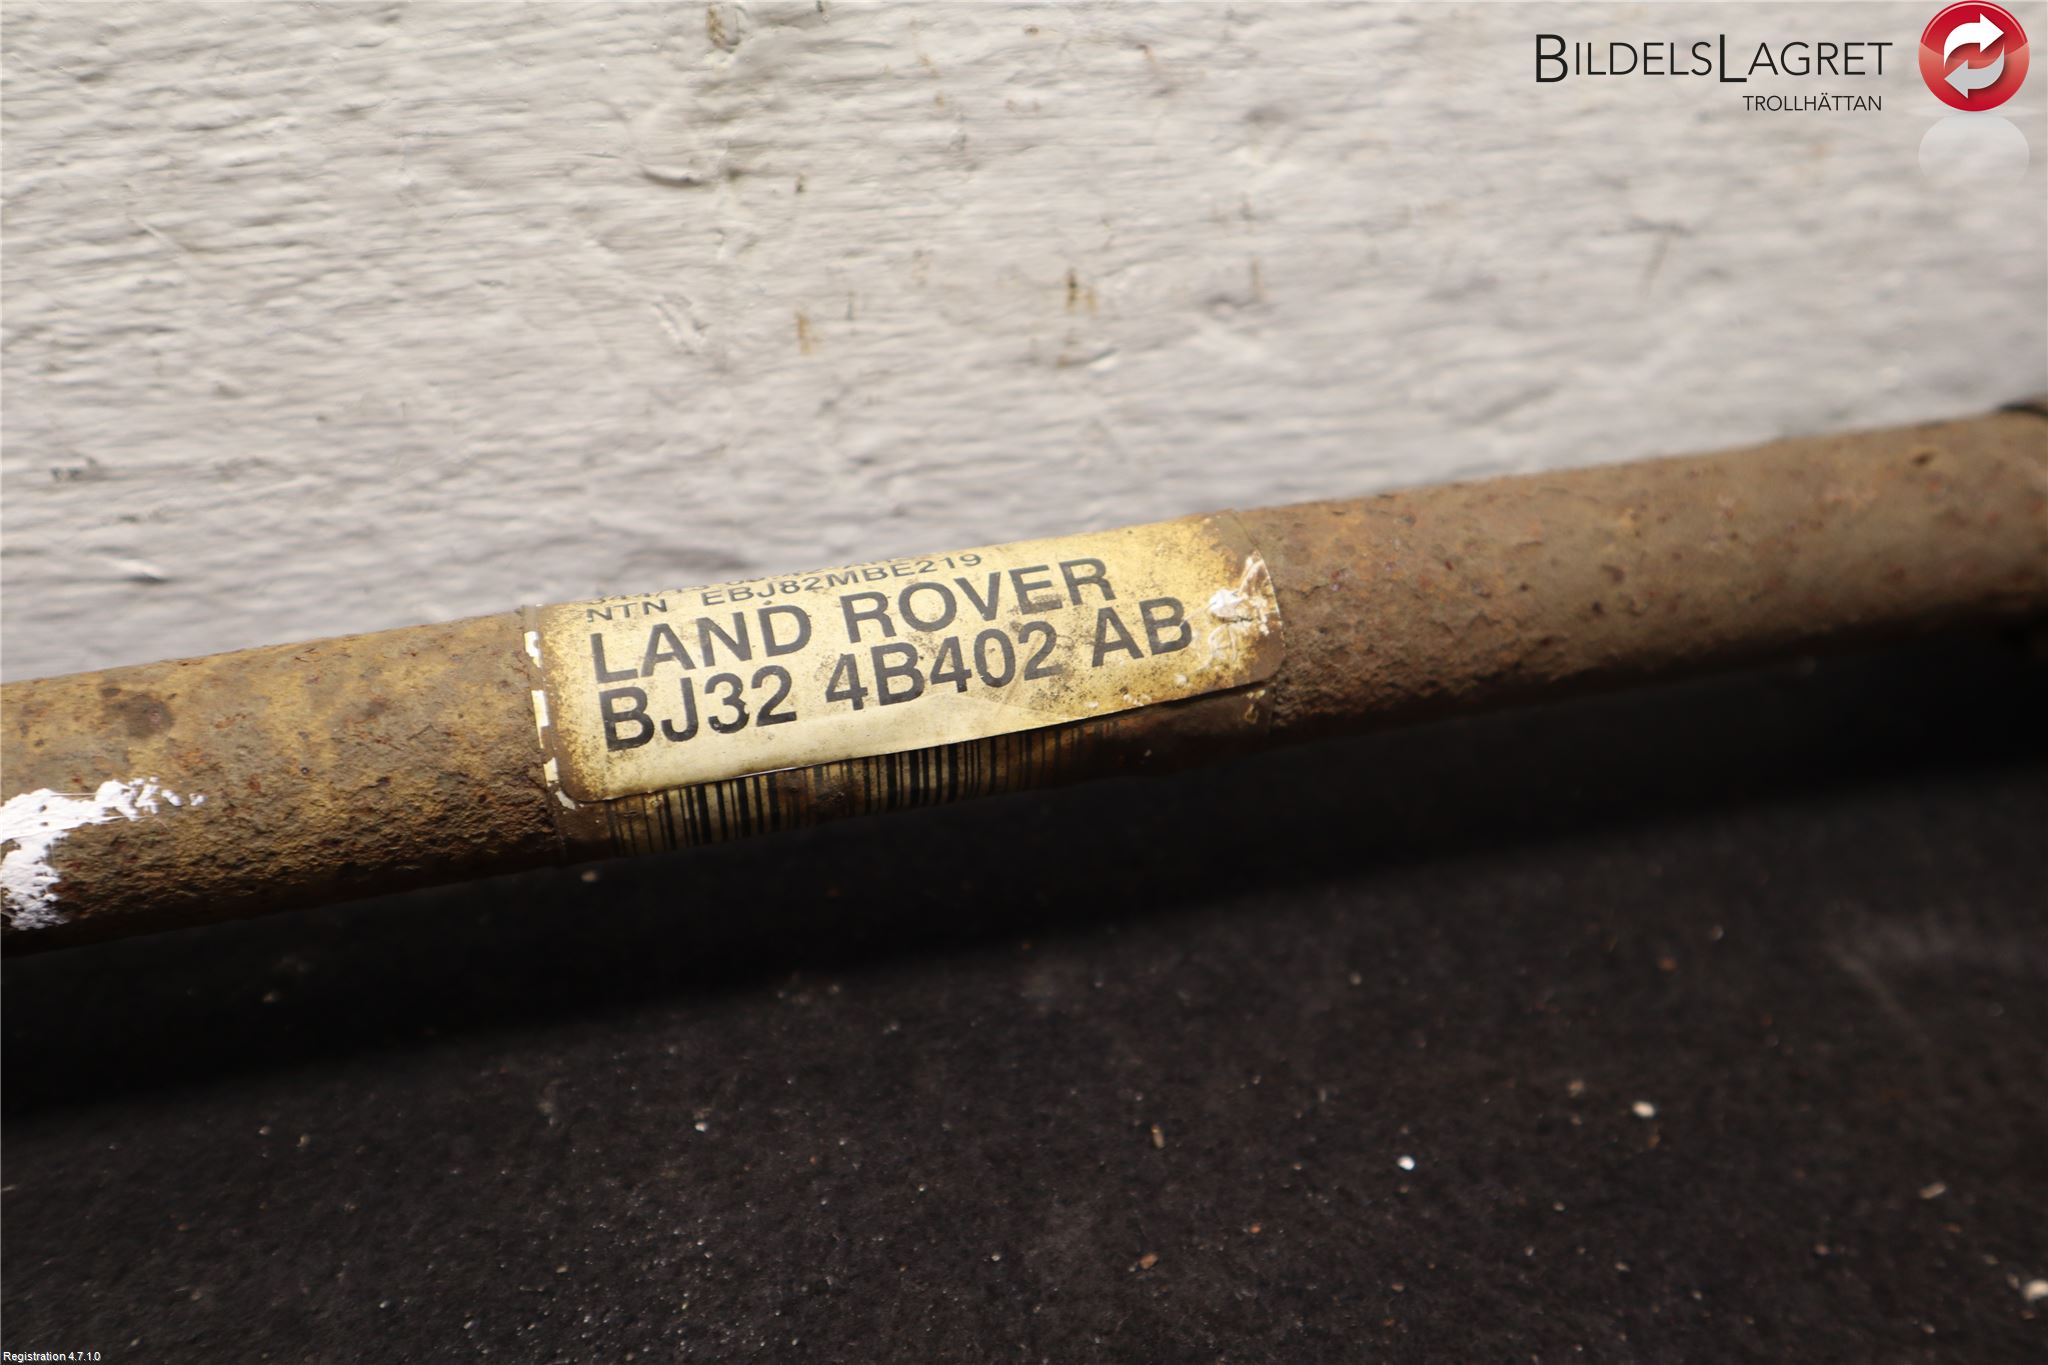 BILDELSLAGRET
TROLLHÄTTAN
NTN EBJ82MBE219
LAND ROVER
BJ32 4B402 AB
Registration 4.7.1.0